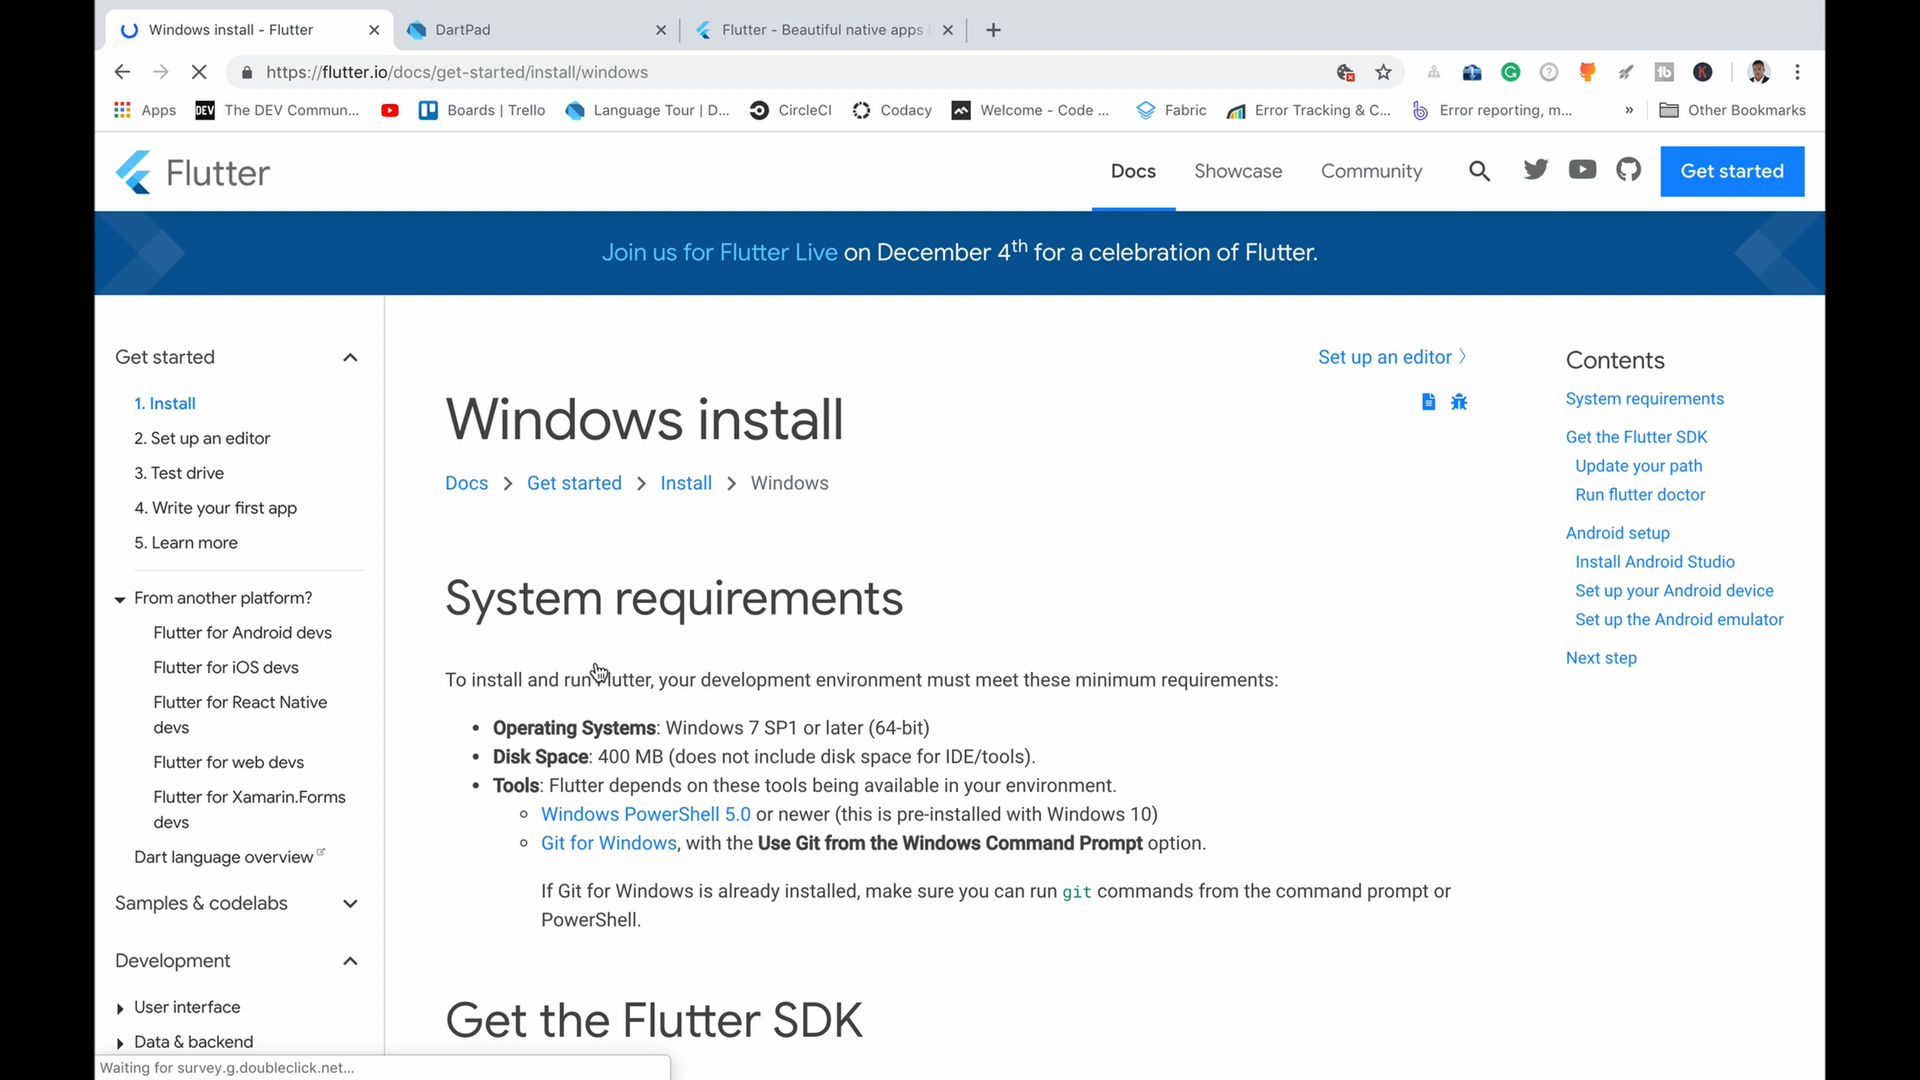 Windows install - Flutter
DartPad
Flutter - Beautiful native apps
https://flutter.io/docs/get-started/install/windows
Apps
DEV
The DEV Commun...
Boards | Trello
Language Tour | D...
CircleCI
Codacy
Welcome - Code ...
Fabric
Error Tracking & C...
Error reporting, m...
»
Other Bookmarks
Flutter
Docs
Showcase
Community
Get started
Join us for Flutter Live on December 4th for a celebration of Flutter.
Get started
1. Install
2. Set up an editor
3. Test drive
4. Write your first app
5. Learn more
From another platform?
Flutter for Android devs
Flutter for iOS devs
Flutter for React Native
devs
Flutter for web devs
Flutter for Xamarin.Forms
devs
Dart language overview
Samples & codelabs
Development
User interface
Data & backend
Set up an editor
Windows install
Docs > Get started > Install > Windows
System requirements
To install and run Flutter, your development environment must meet these minimum requirements:
• Operating Systems: Windows 7 SP1 or later (64-bit)
• Disk Space: 400 MB (does not include disk space for IDE/tools).
• Tools: Flutter depends on these tools being available in your environment.
◦ Windows PowerShell 5.0 or newer (this is pre-installed with Windows 10)
◦ Git for Windows, with the Use Git from the Windows Command Prompt option.
If Git for Windows is already installed, make sure you can run git commands from the command prompt or
PowerShell.
Get the Flutter SDK
Contents
System requirements
Get the Flutter SDK
Update your path
Run flutter doctor
Android setup
Install Android Studio
Set up your Android device
Set up the Android emulator
Next step
Waiting for survey.g.doubleclick.net...